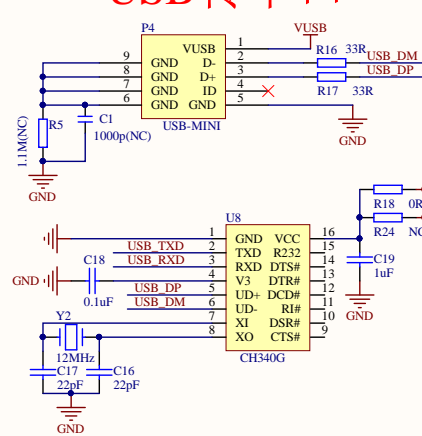 P4
VUSB
9 GND VUSB 1
8 GND D- 2 R16 33R USB_DM
7 GND D+ 3 USB_DP
GND ID 4 R17 33R
6 GND GND 5
R5
C1
1.1M(NC)
1000p(NC)
USB-MINI
GND
GND
U8
R18 0R
1 GND VCC 16
R24
USB_TXD 2 TXD R232 15
C18 USB_RXD 3 RXD DTS# 14
C19
GND 4 V3 DTR# 13
1uF
0.1uF USB_DP 5 UD+ DCD# 12
USB_DM 6 UD- RI# 11
GND
Y2 7 XI DSR# 10
8 XO CTS# 9
12MHz
CH340G
C17 C16
22pF 22pF
GND